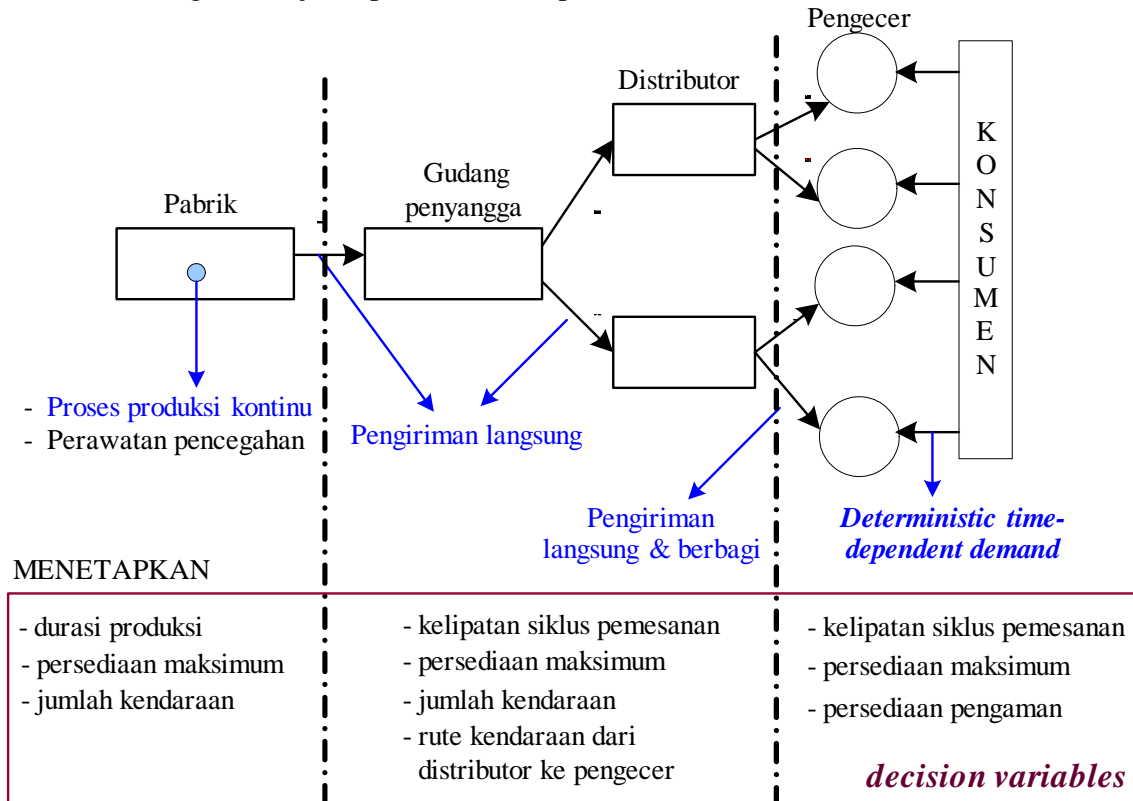 Pengecer
Distributor
Gudang
penyangga
Pabrik
K
O
N
S
U
M
E
N
- Proses produksi kontinu
- Perawatan pencegahan
Pengiriman langsung
Pengiriman
langsung & berbagi
Deterministic time-
dependent demand
MENETAPKAN
- durasi produksi
- persediaan maksimum
- jumlah kendaraan
- kelipatan siklus pemesanan
- persediaan maksimum
- jumlah kendaraan
- rute kendaraan dari
distributor ke pengecer
- kelipatan siklus pemesanan
- persediaan maksimum
- persediaan pengaman
decision variables